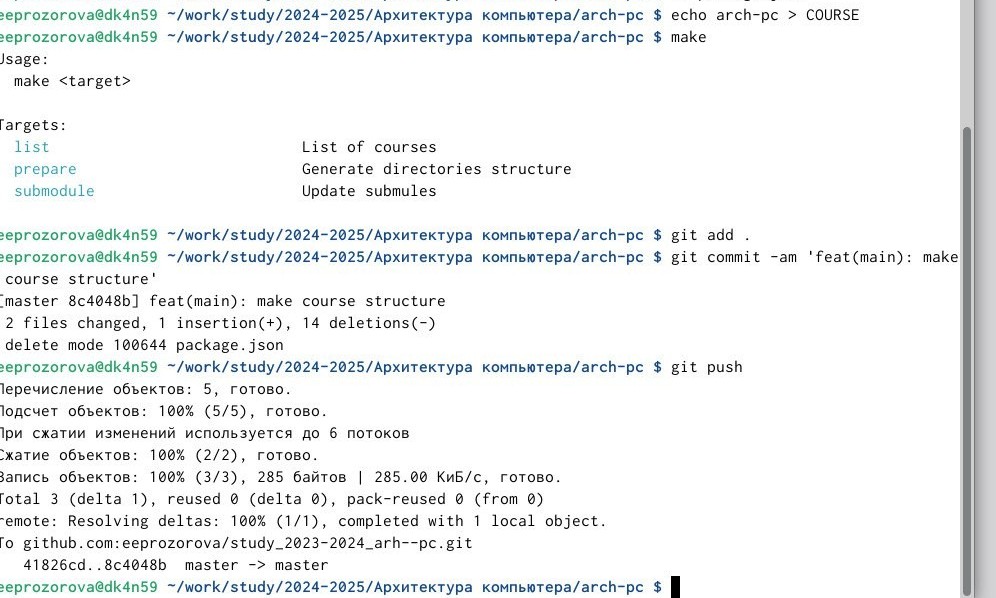 eeprozorova@dk4n59 ~/work/study/2024-2025/Архитектура компьютера/arch-pc $ echo arch-pc > COURSE
eeprozorova@dk4n59 ~/work/study/2024-2025/Архитектура компьютера/arch-pc $ make
Usage:
  make <target>

Targets:
  list                            List of courses
  prepare                         Generate directories structure
  submodule                       Update submules

eeprozorova@dk4n59 ~/work/study/2024-2025/Архитектура компьютера/arch-pc $ git add .
eeprozorova@dk4n59 ~/work/study/2024-2025/Архитектура компьютера/arch-pc $ git commit -am 'feat(main): make
 course structure'
[master 8c4048b] feat(main): make course structure
 2 files changed, 1 insertion(+), 14 deletions(-)
 delete mode 100644 package.json
eeprozorova@dk4n59 ~/work/study/2024-2025/Архитектура компьютера/arch-pc $ git push
Перечисление объектов: 5, готово.
Подсчет объектов: 100% (5/5), готово.
При сжатии изменений используется до 6 потоков
Сжатие объектов: 100% (2/2), готово.
Запись объектов: 100% (3/3), 285 байтов | 285.00 КиБ/с, готово.
Total 3 (delta 1), reused 0 (delta 0), pack-reused 0 (from 0)
remote: Resolving deltas: 100% (1/1), completed with 1 local object.
To github.com:eeprozorova/study_2023-2024_arh--pc.git
   41826cd..8c4048b  master -> master
eeprozorova@dk4n59 ~/work/study/2024-2025/Архитектура компьютера/arch-pc $